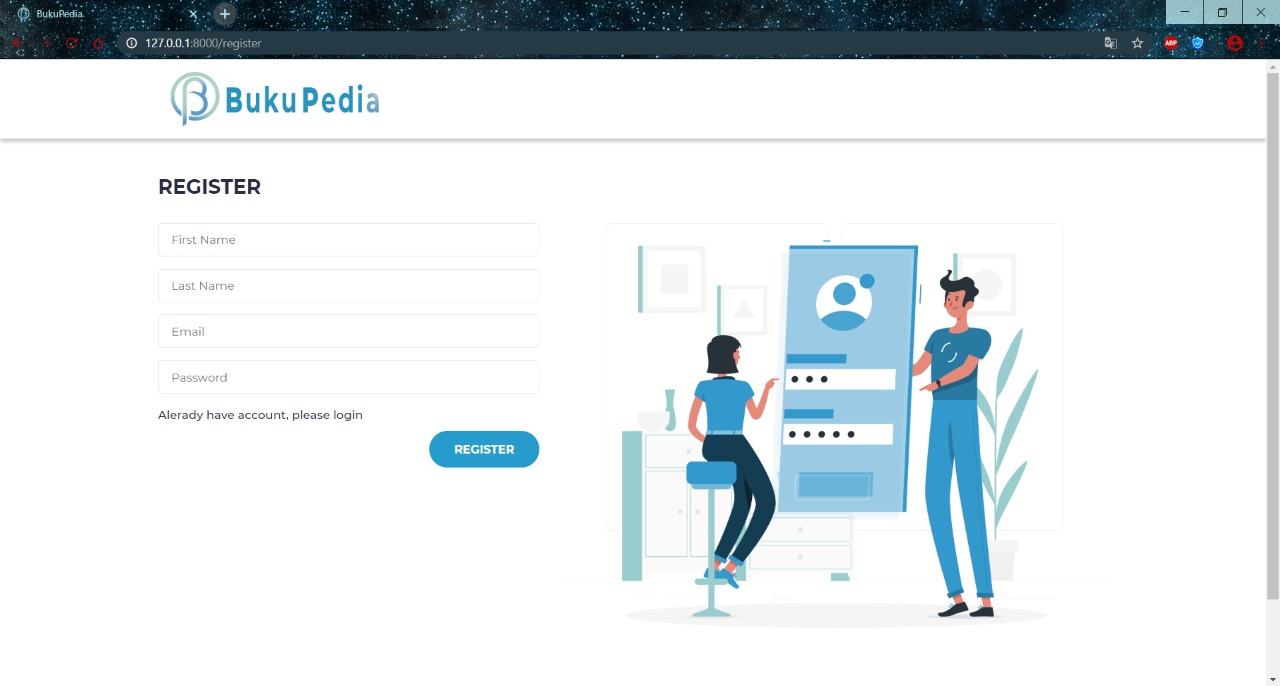 BukuPedia
127.0.0.1:8000/register
ABP
BukuPedia
REGISTER
First Name
Last Name
Email
Password
Alerady have account, please login
REGISTER